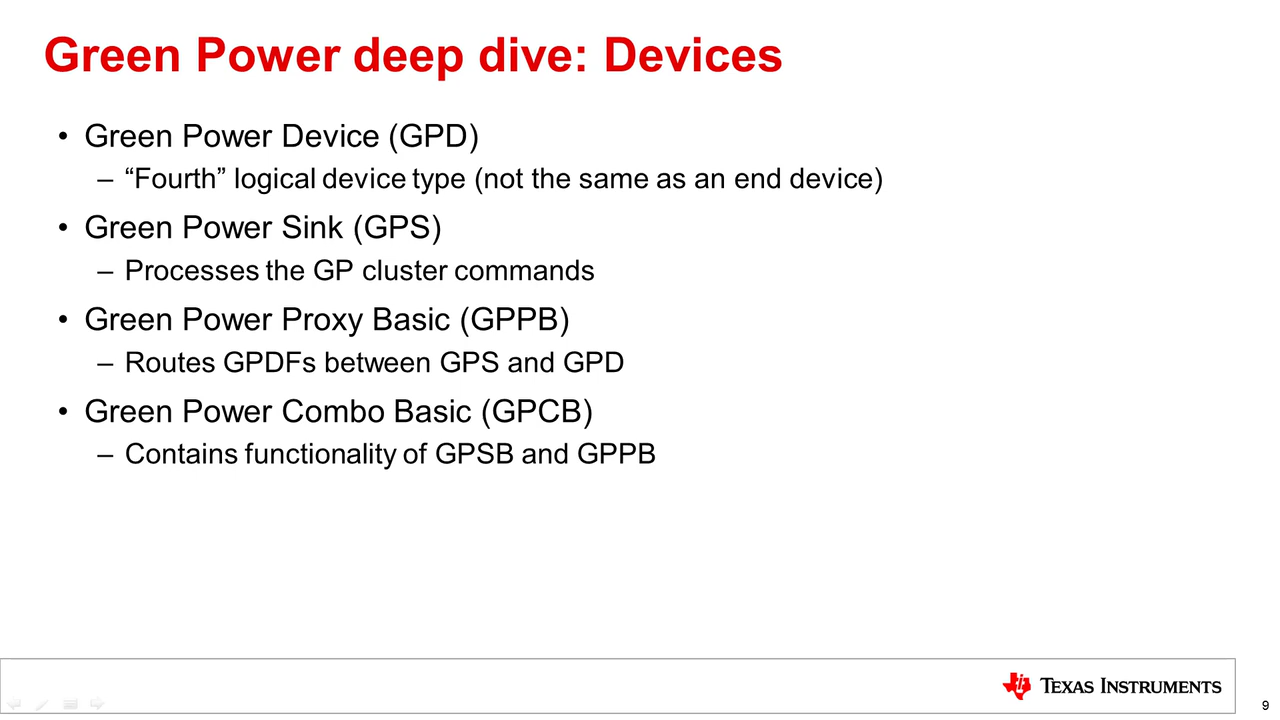 Green Power deep dive: Devices
• Green Power Device (GPD)
– “Fourth” logical device type (not the same as an end device)
• Green Power Sink (GPS)
– Processes the GP cluster commands
• Green Power Proxy Basic (GPPB)
– Routes GPDFs between GPS and GPD
• Green Power Combo Basic (GPCB)
– Contains functionality of GPSB and GPPB
TEXAS INSTRUMENTS
9